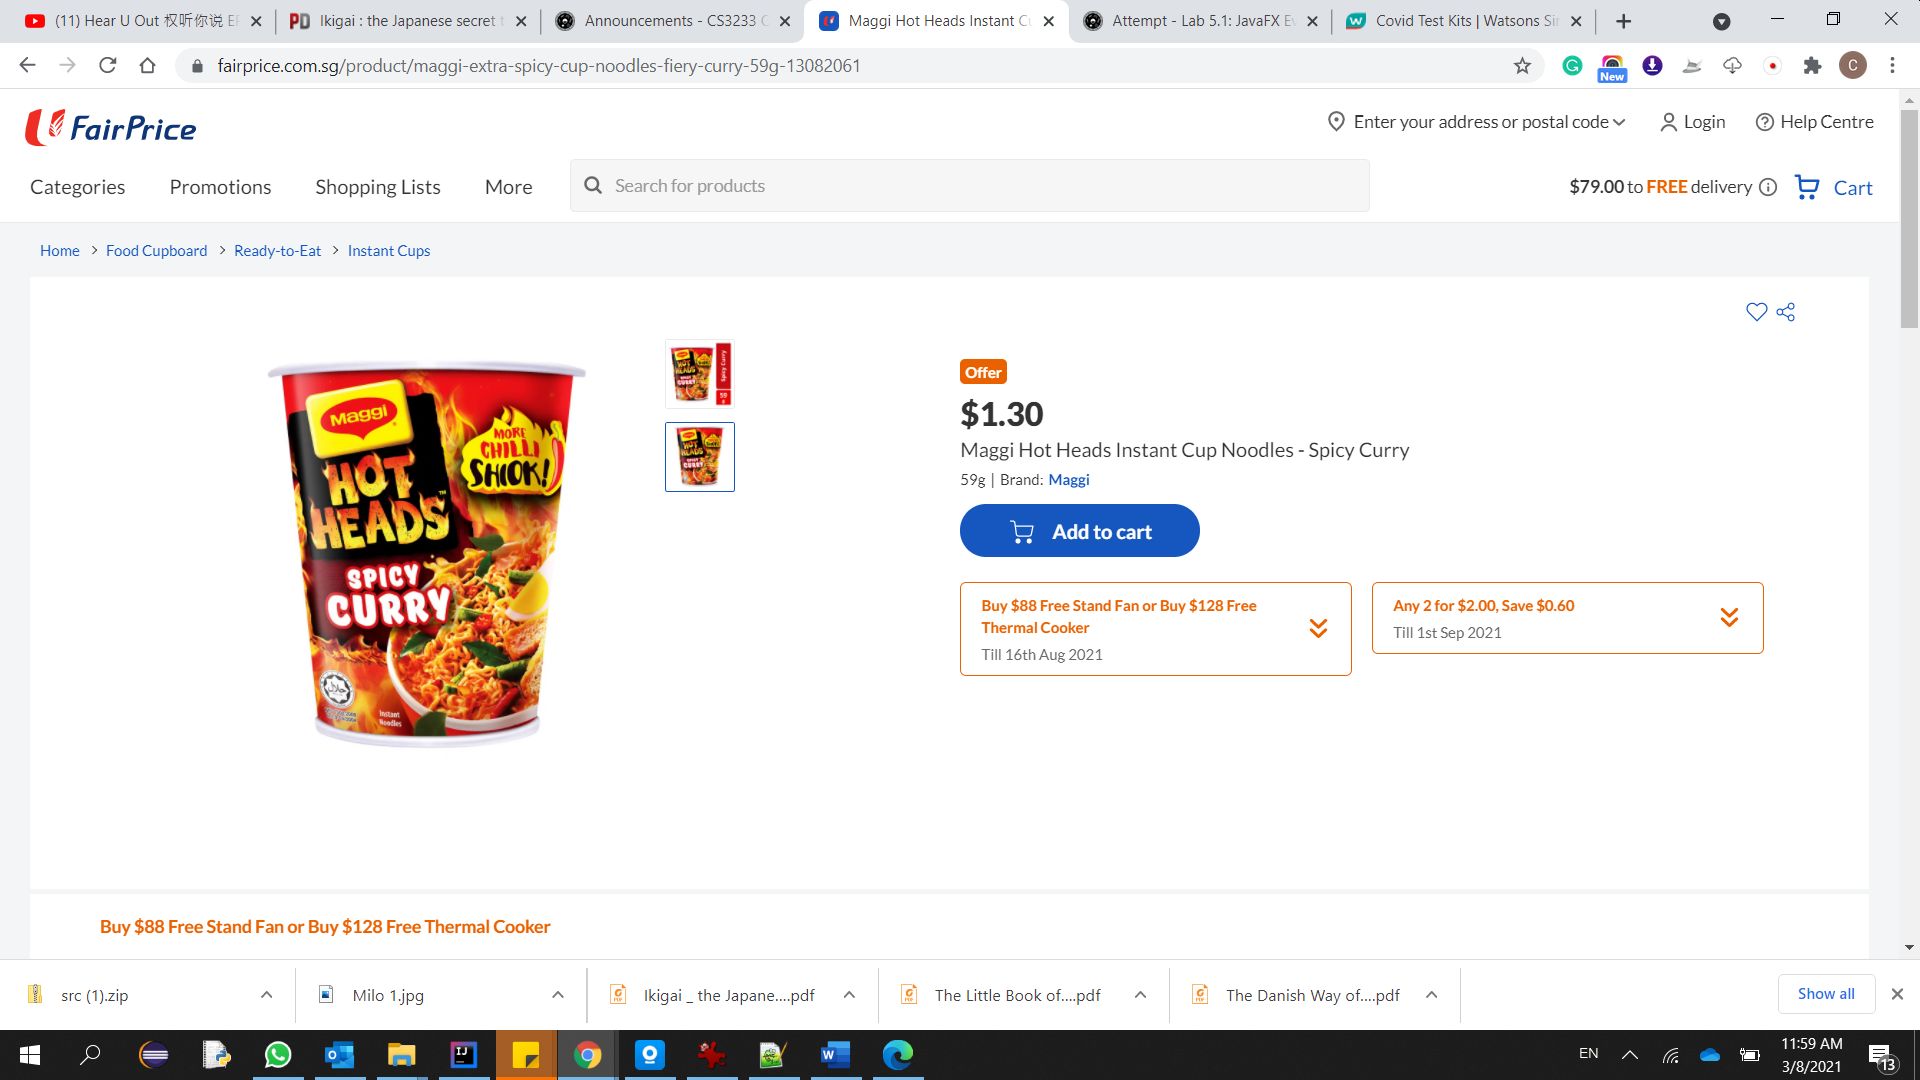 (11) Hear U Out 权听你说 EP
Ikigai : the Japanese secret t
Announcements - CS3233 C
Maggi Hot Heads Instant Cu
Attempt - Lab 5.1: JavaFX Ev
Covid Test Kits | Watsons Sin
fairprice.com.sg/product/maggi-extra-spicy-cup-noodles-fiery-curry-59g-13082061
New
C
FairPrice
Enter your address or postal code
Login
Help Centre
Categories
Promotions
Shopping Lists
More
Search for products
$79.00 to FREE delivery
Cart
Home > Food Cupboard > Ready-to-Eat > Instant Cups
Maggi
HOT
HEADS™
MORE
CHILLI
SHIOK!
SPICY
CURRY
Instant
Noodles
Spicy Curry
59
g
Offer
$1.30
Maggi Hot Heads Instant Cup Noodles - Spicy Curry
59g | Brand: Maggi
Add to cart
Buy $88 Free Stand Fan or Buy $128 Free
Thermal Cooker
Till 16th Aug 2021
Any 2 for $2.00, Save $0.60
Till 1st Sep 2021
Buy $88 Free Stand Fan or Buy $128 Free Thermal Cooker
src (1).zip
Milo 1.jpg
Ikigai _ the Japane....pdf
The Little Book of....pdf
The Danish Way of....pdf
Show all
EN
11:59 AM
3/8/2021
13